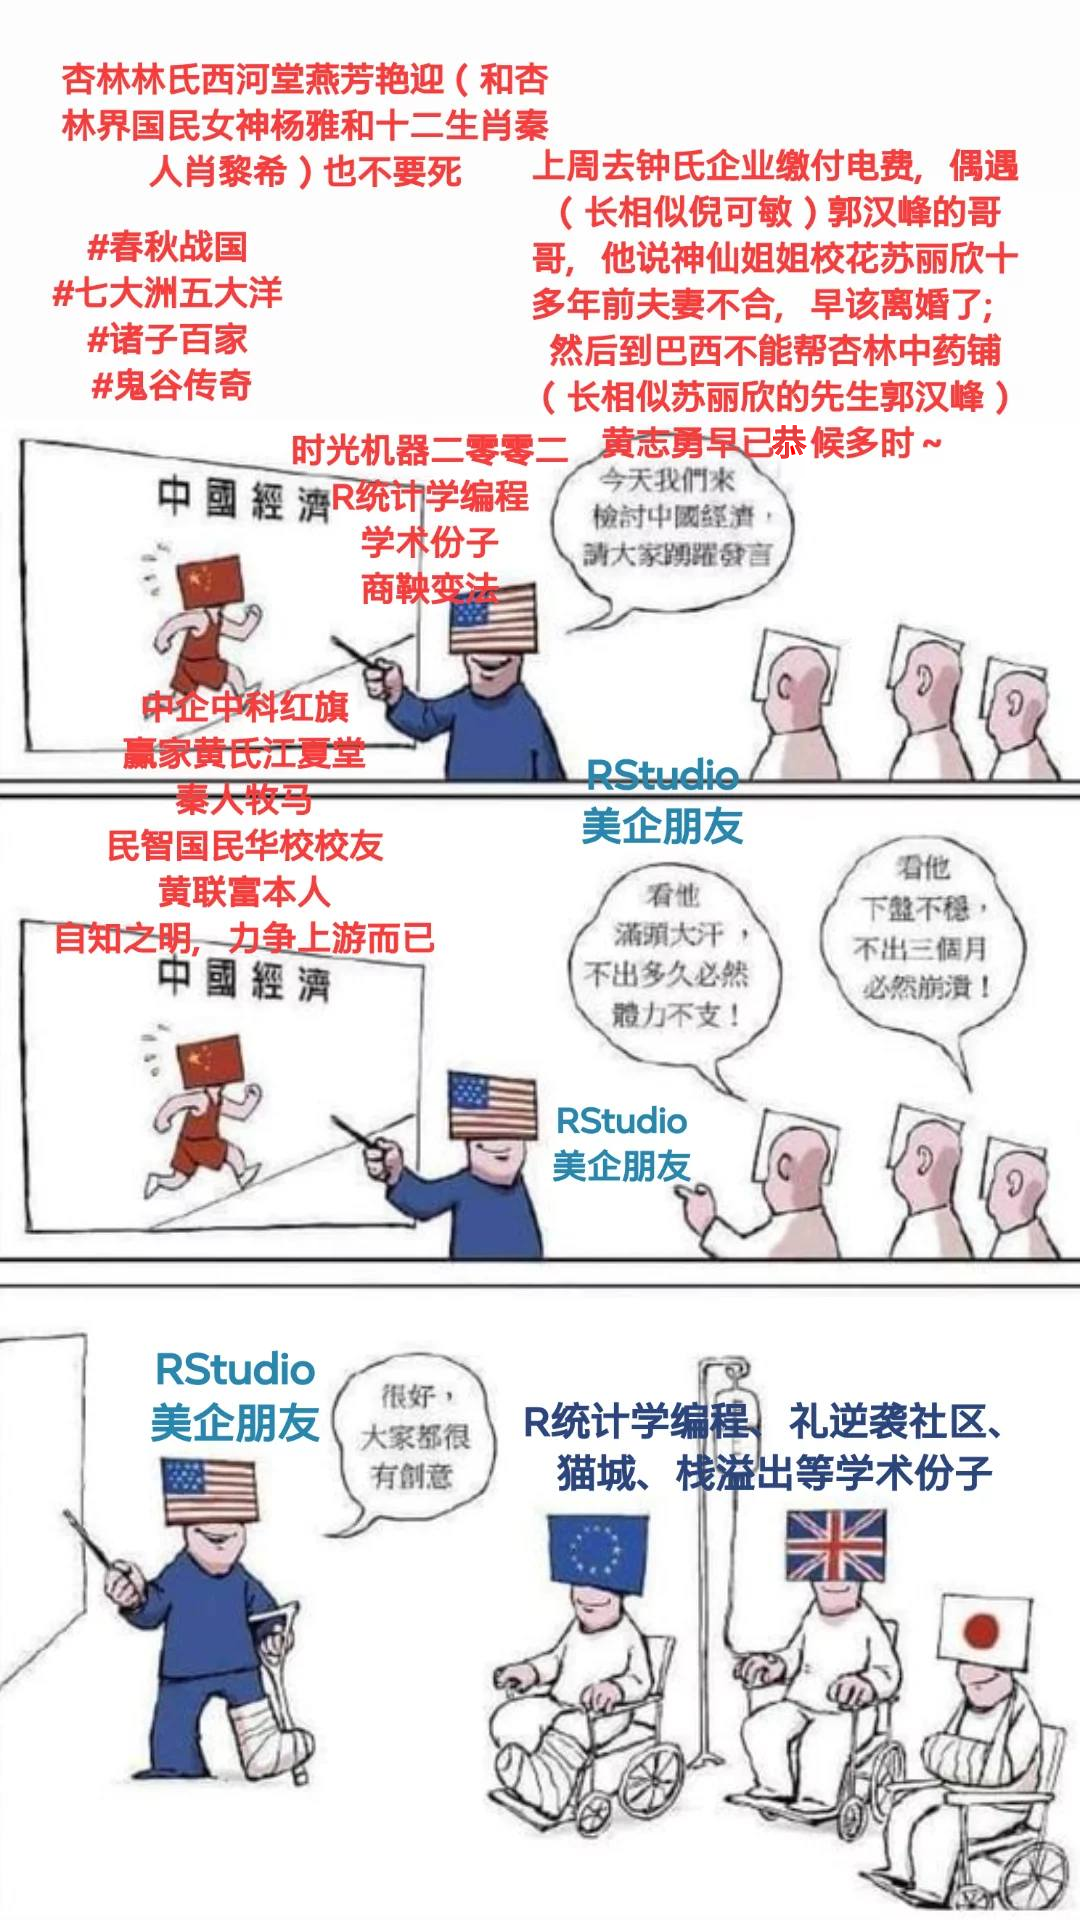 杏林林氏西河堂燕芳艳迎（和杏
林界国民女神杨雅和十二生肖秦
人肖黎希）也不要死
#春秋战国
#七大洲五大洋
#诸子百家
#鬼谷传奇
上周去钟氏企业缴付电费，偶遇
（长相似倪可敏）郭汉峰的哥
哥，他说神仙姐姐校花苏丽欣十
多年前夫妻不合，早该离婚了；
然后到巴西不能帮杏林中药铺
（长相似苏丽欣的先生郭汉峰）
黄志勇早已恭候多时~
时光机器二零零二
R统计学编程
学术份子
商鞅变法
中國經濟
今天我們來
檢討中國經濟，
請大家踴躍發言
中企中科红旗
赢家黄氏江夏堂
秦人牧马
民智国民华校校友
黄联富本人
自知之明，力争上游而已
RStudio
美企朋友
中國經濟
看他
滿頭大汗，
不出多久必然
體力不支！
看他
下盤不穩，
不出三個月
必然崩潰！
RStudio
美企朋友
RStudio
美企朋友
很好，
大家都很
有創意
R统计学编程、礼逆袭社区、
猫城、栈溢出等学术份子